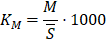 K_M = M / S̅ · 1000